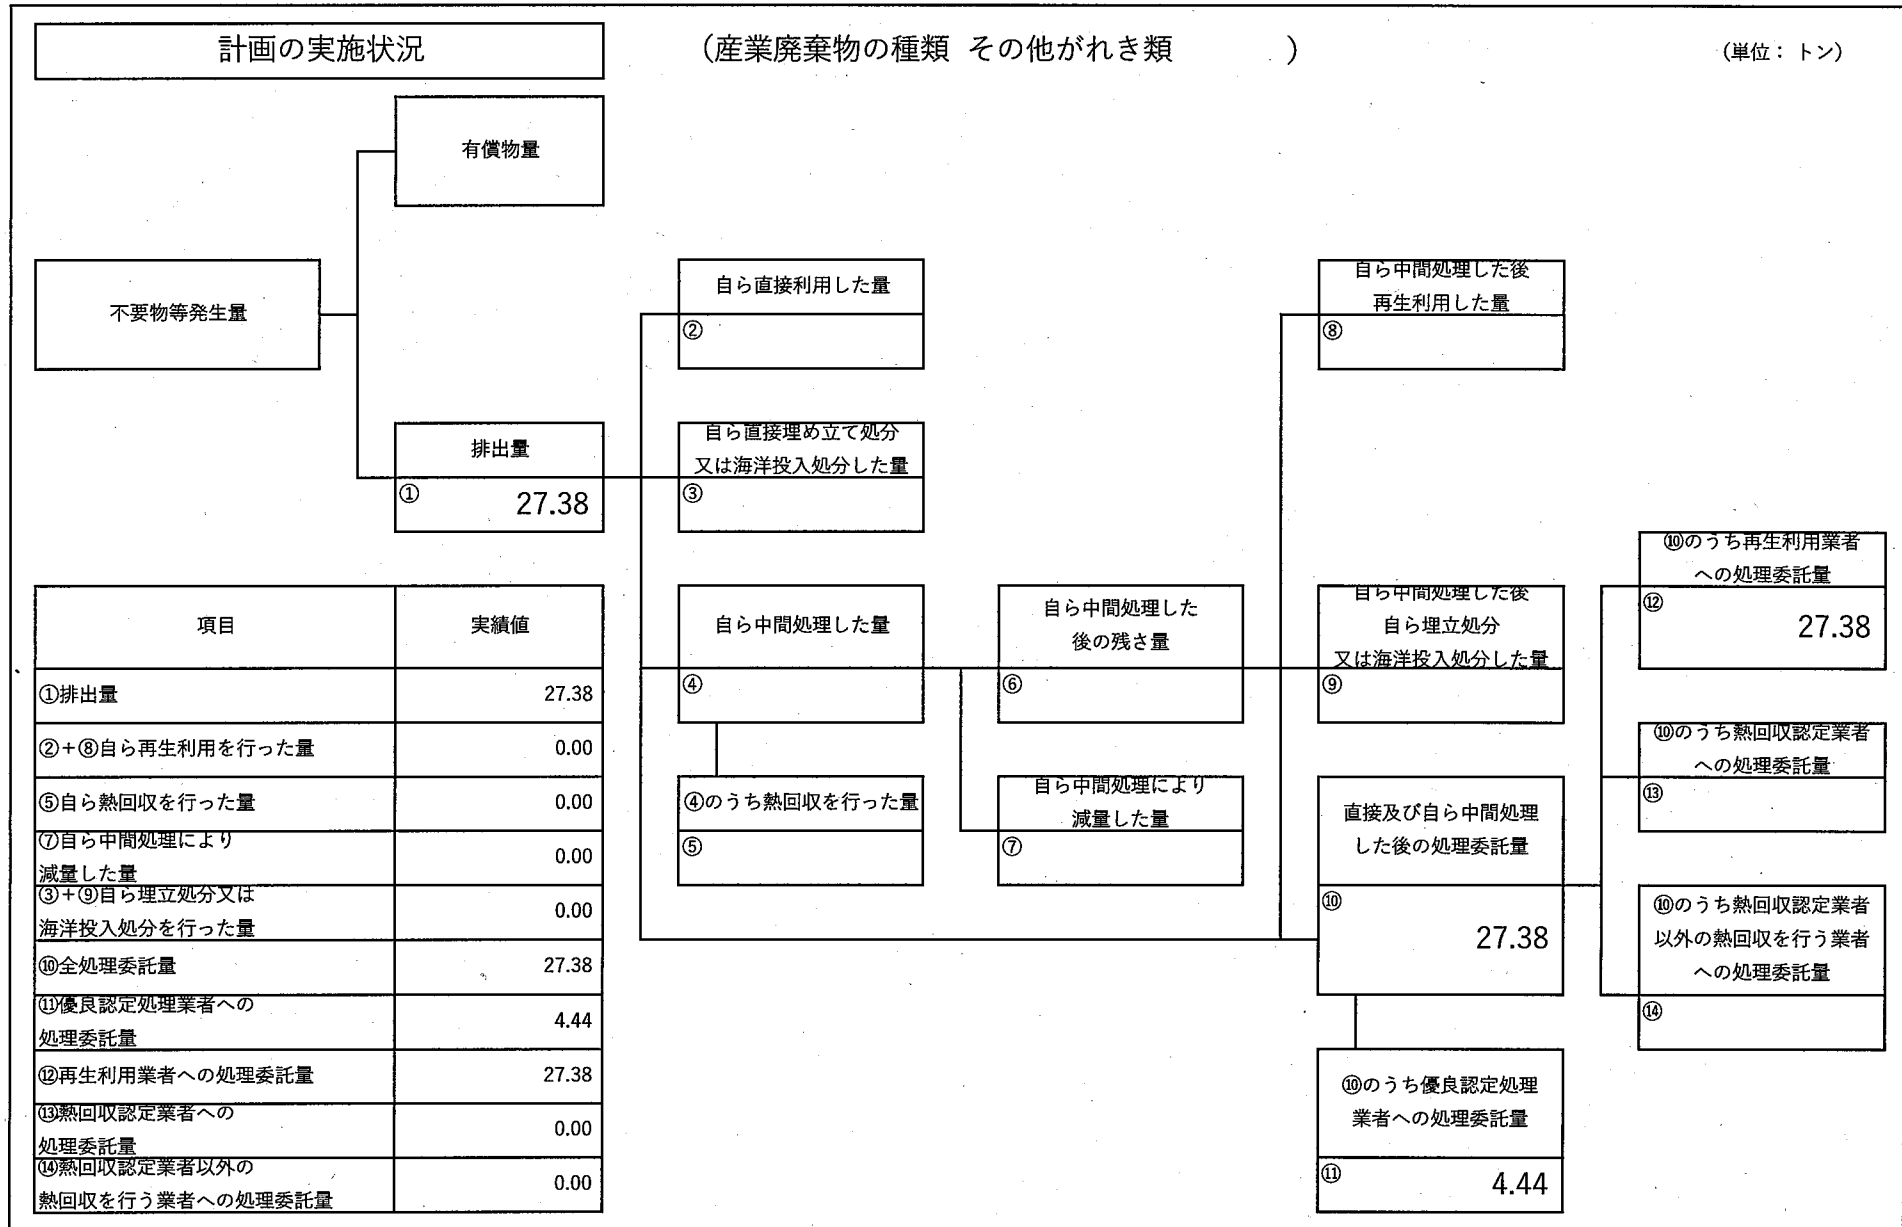 計画の実施状況
(産業廃棄物の種類 その他がれき類 )
(単位：トン)
有償物量
不要物等発生量
自ら直接利用した量
②
自ら中間処理した後
再生利用した量
⑧
排出量
① 27.38
自ら直接埋め立て処分
又は海洋投入処分した量
③
⑩のうち再生利用業者
への処理委託量
⑫
27.38
自ら中間処理した量
④
自ら中間処理した
後の残さ量
⑥
自ら中間処理した後
自ら埋立処分
又は海洋投入処分した量
⑨
⑩のうち熱回収認定業者
への処理委託量
⑬
④のうち熱回収を行った量
⑤
自ら中間処理により
減量した量
⑦
直接及び自ら中間処理
した後の処理委託量
⑩
27.38
⑩のうち熱回収認定業者
以外の熱回収を行う業者
への処理委託量
⑭
⑩のうち優良認定処理
業者への処理委託量
⑪ 4.44
項目 実績値
①排出量 27.38
②+⑧自ら再生利用を行った量 0.00
⑤自ら熱回収を行った量 0.00
⑦自ら中間処理により
減量した量 0.00
③+⑨自ら埋立処分又は
海洋投入処分を行った量 0.00
⑩全処理委託量 27.38
⑪優良認定処理業者への
処理委託量 4.44
⑫再生利用業者への処理委託量 27.38
⑬熱回収認定業者への
処理委託量 0.00
⑭熱回収認定業者以外の
熱回収を行う業者への処理委託量 0.00